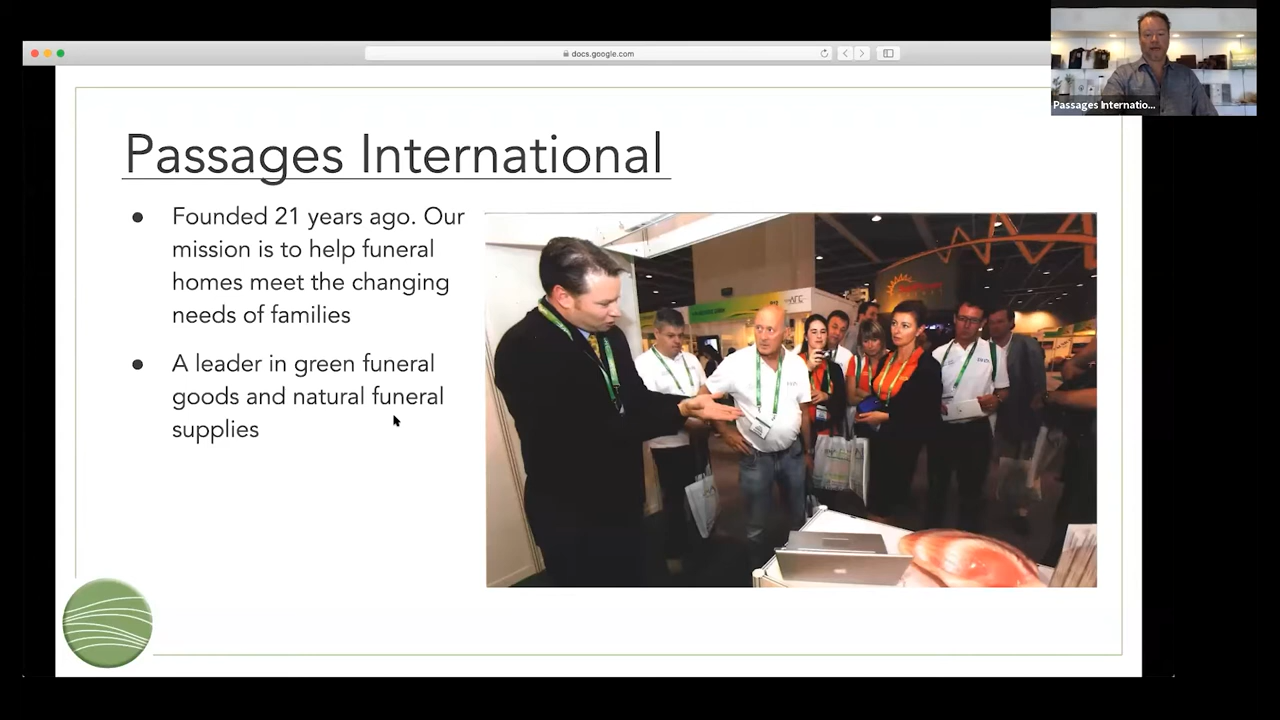 docs.google.com
Passages Internatio...
Passages International
● Founded 21 years ago. Our
mission is to help funeral
homes meet the changing
needs of families
● A leader in green funeral
goods and natural funeral
supplies